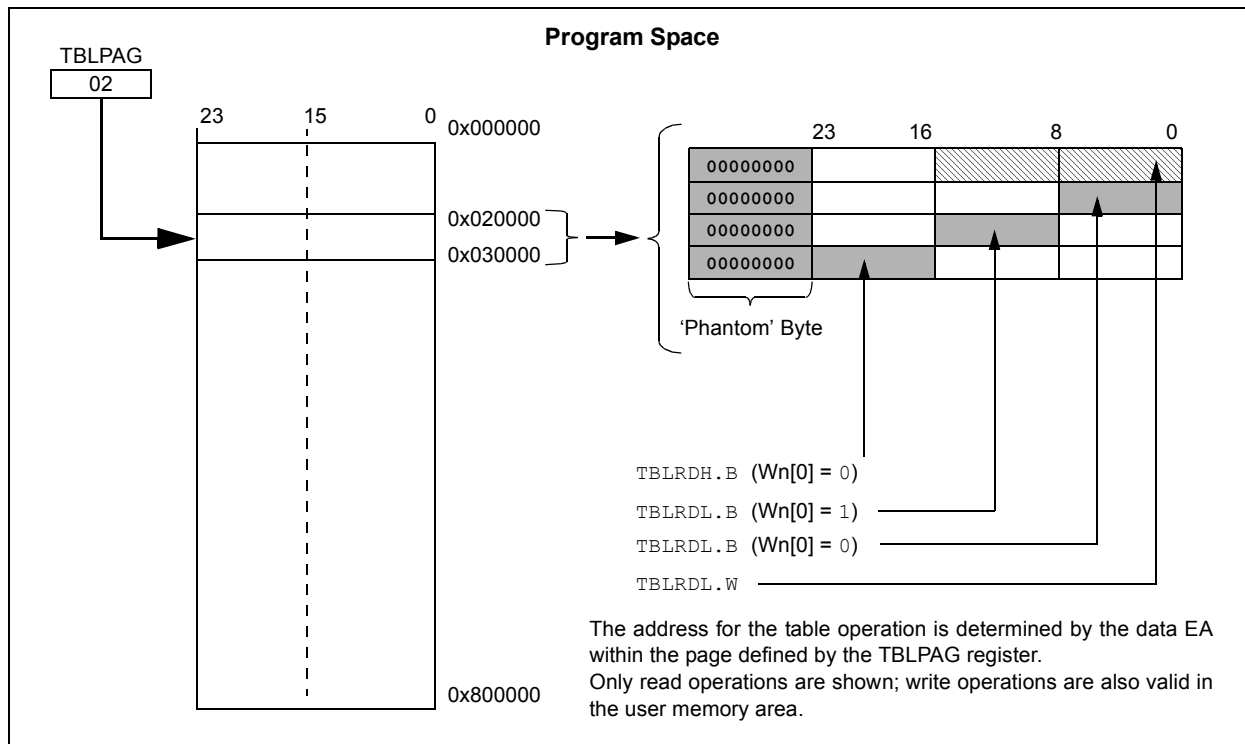 Program Space
TBLPAG
02
23 15 0
0x000000
0x020000
0x030000
0x800000
23 16 8 0
00000000
00000000
00000000
00000000
‘Phantom’ Byte
TBLRDH.B (Wn[0] = 0)
TBLRDL.B (Wn[0] = 1)
TBLRDL.B (Wn[0] = 0)
TBLRDL.W
The address for the table operation is determined by the data EA
within the page defined by the TBLPAG register.
Only read operations are shown; write operations are also valid in
the user memory area.